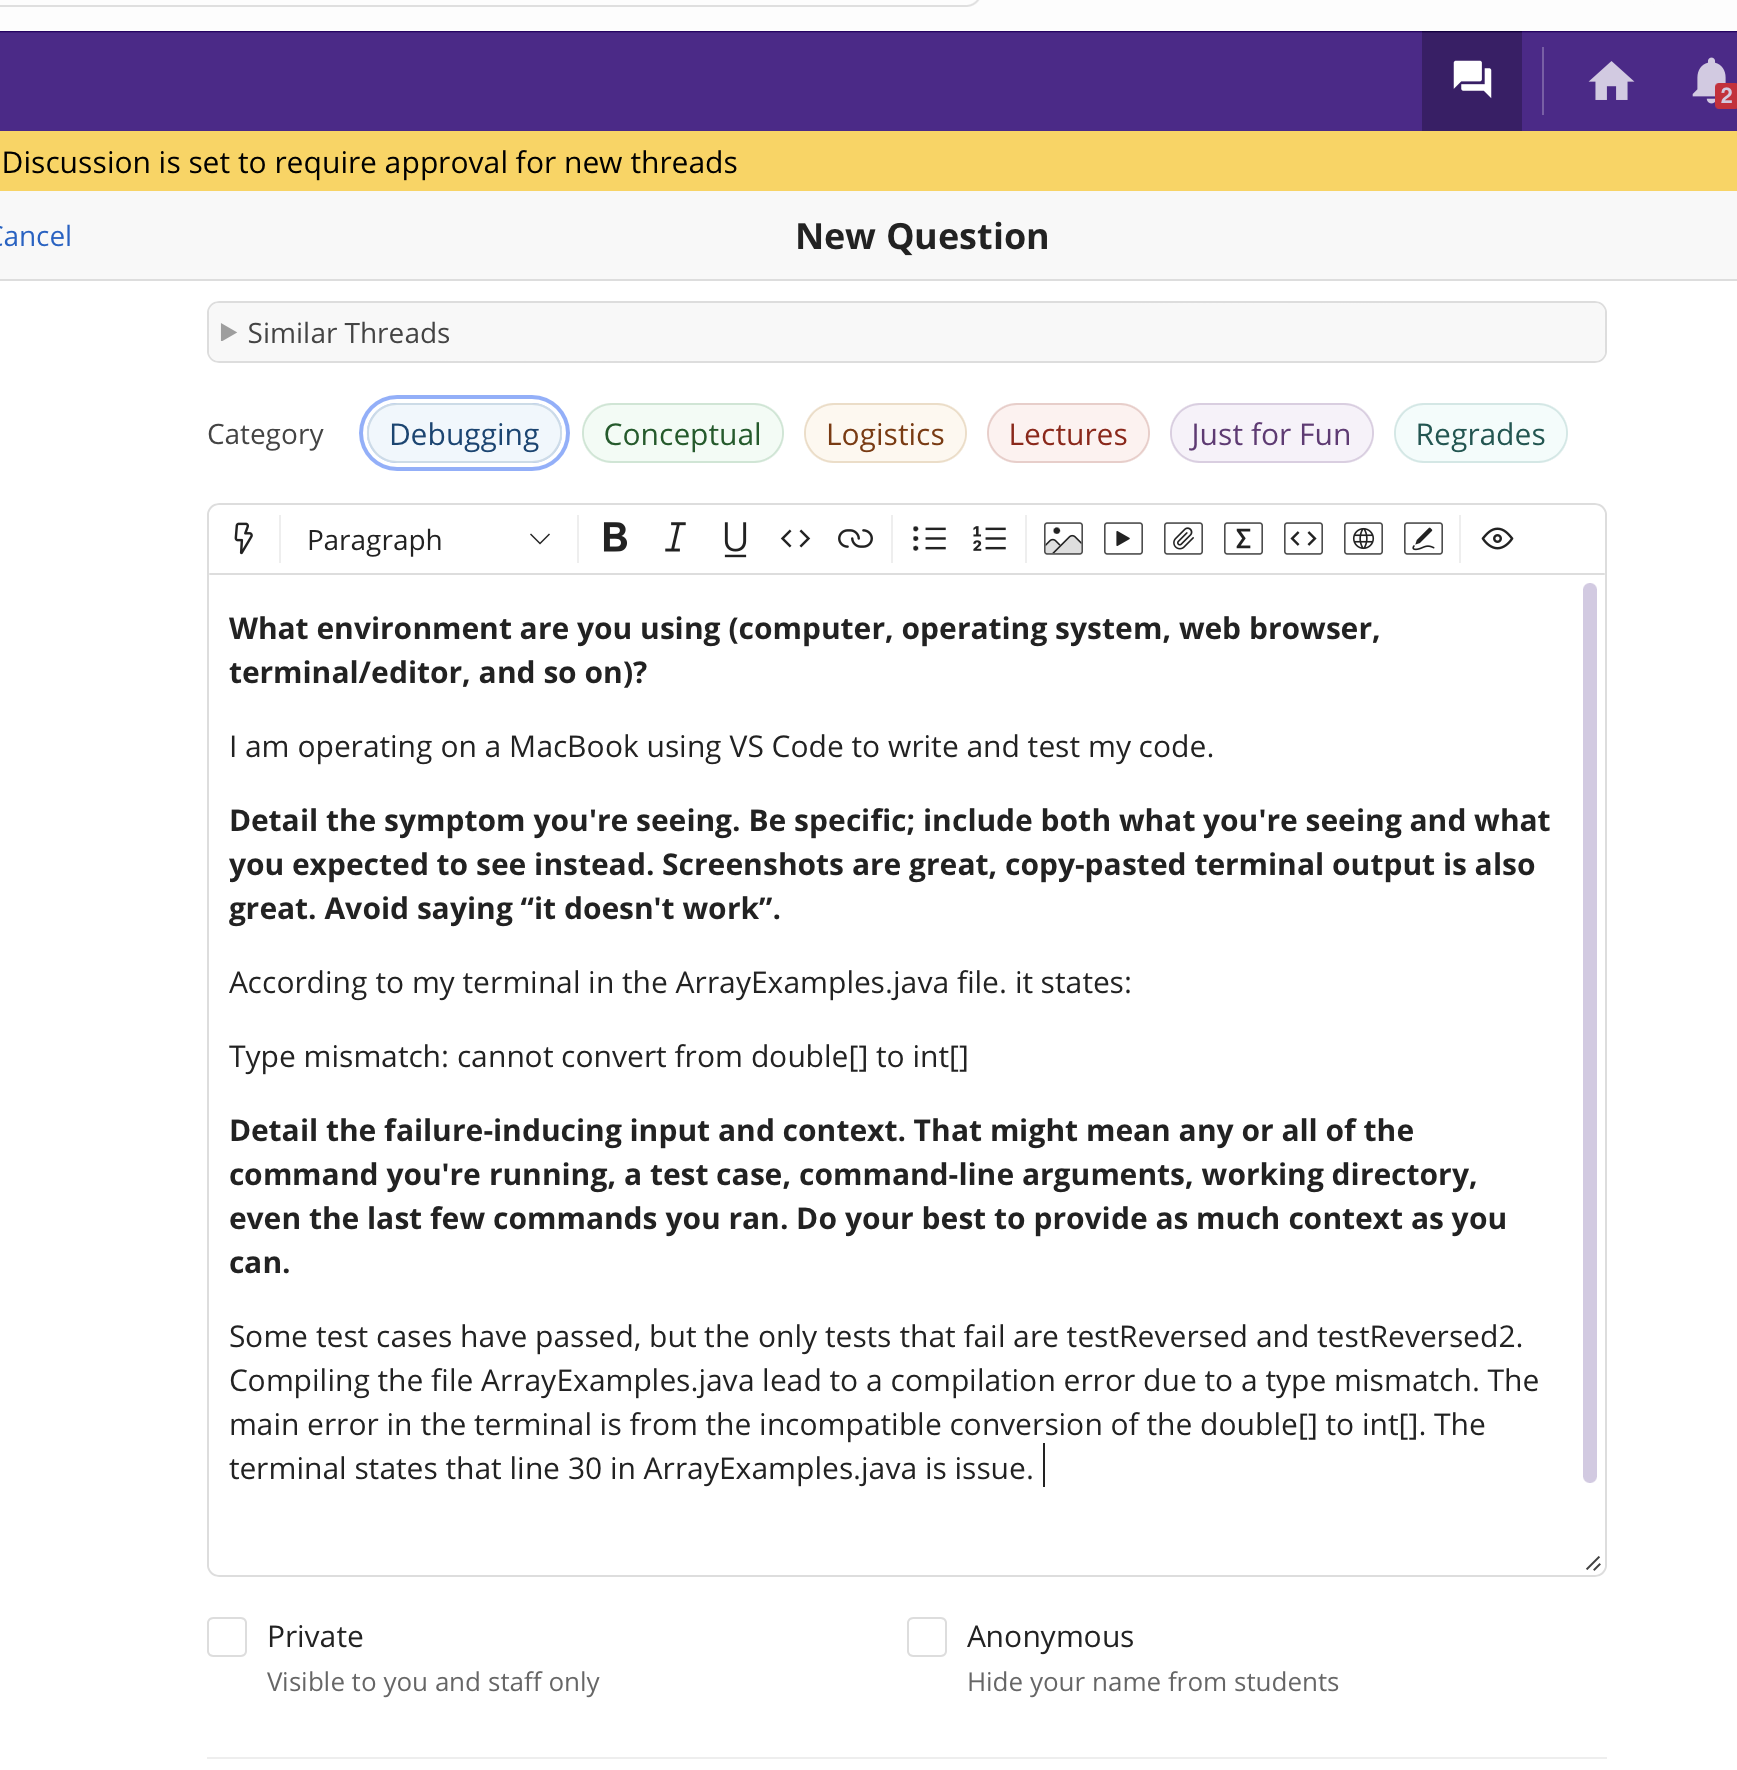 2
Discussion is set to require approval for new threads
Cancel
New Question
Similar Threads
Category
Debugging
Conceptual
Logistics
Lectures
Just for Fun
Regrades
Paragraph
B I U
What environment are you using (computer, operating system, web browser,
terminal/editor, and so on)?
I am operating on a MacBook using VS Code to write and test my code.
Detail the symptom you're seeing. Be specific; include both what you're seeing and what
you expected to see instead. Screenshots are great, copy-pasted terminal output is also
great. Avoid saying “it doesn't work”.
According to my terminal in the ArrayExamples.java file. it states:
Type mismatch: cannot convert from double[] to int[]
Detail the failure-inducing input and context. That might mean any or all of the
command you're running, a test case, command-line arguments, working directory,
even the last few commands you ran. Do your best to provide as much context as you
can.
Some test cases have passed, but the only tests that fail are testReversed and testReversed2.
Compiling the file ArrayExamples.java lead to a compilation error due to a type mismatch. The
main error in the terminal is from the incompatible conversion of the double[] to int[]. The
terminal states that line 30 in ArrayExamples.java is issue.
Private
Visible to you and staff only
Anonymous
Hide your name from students